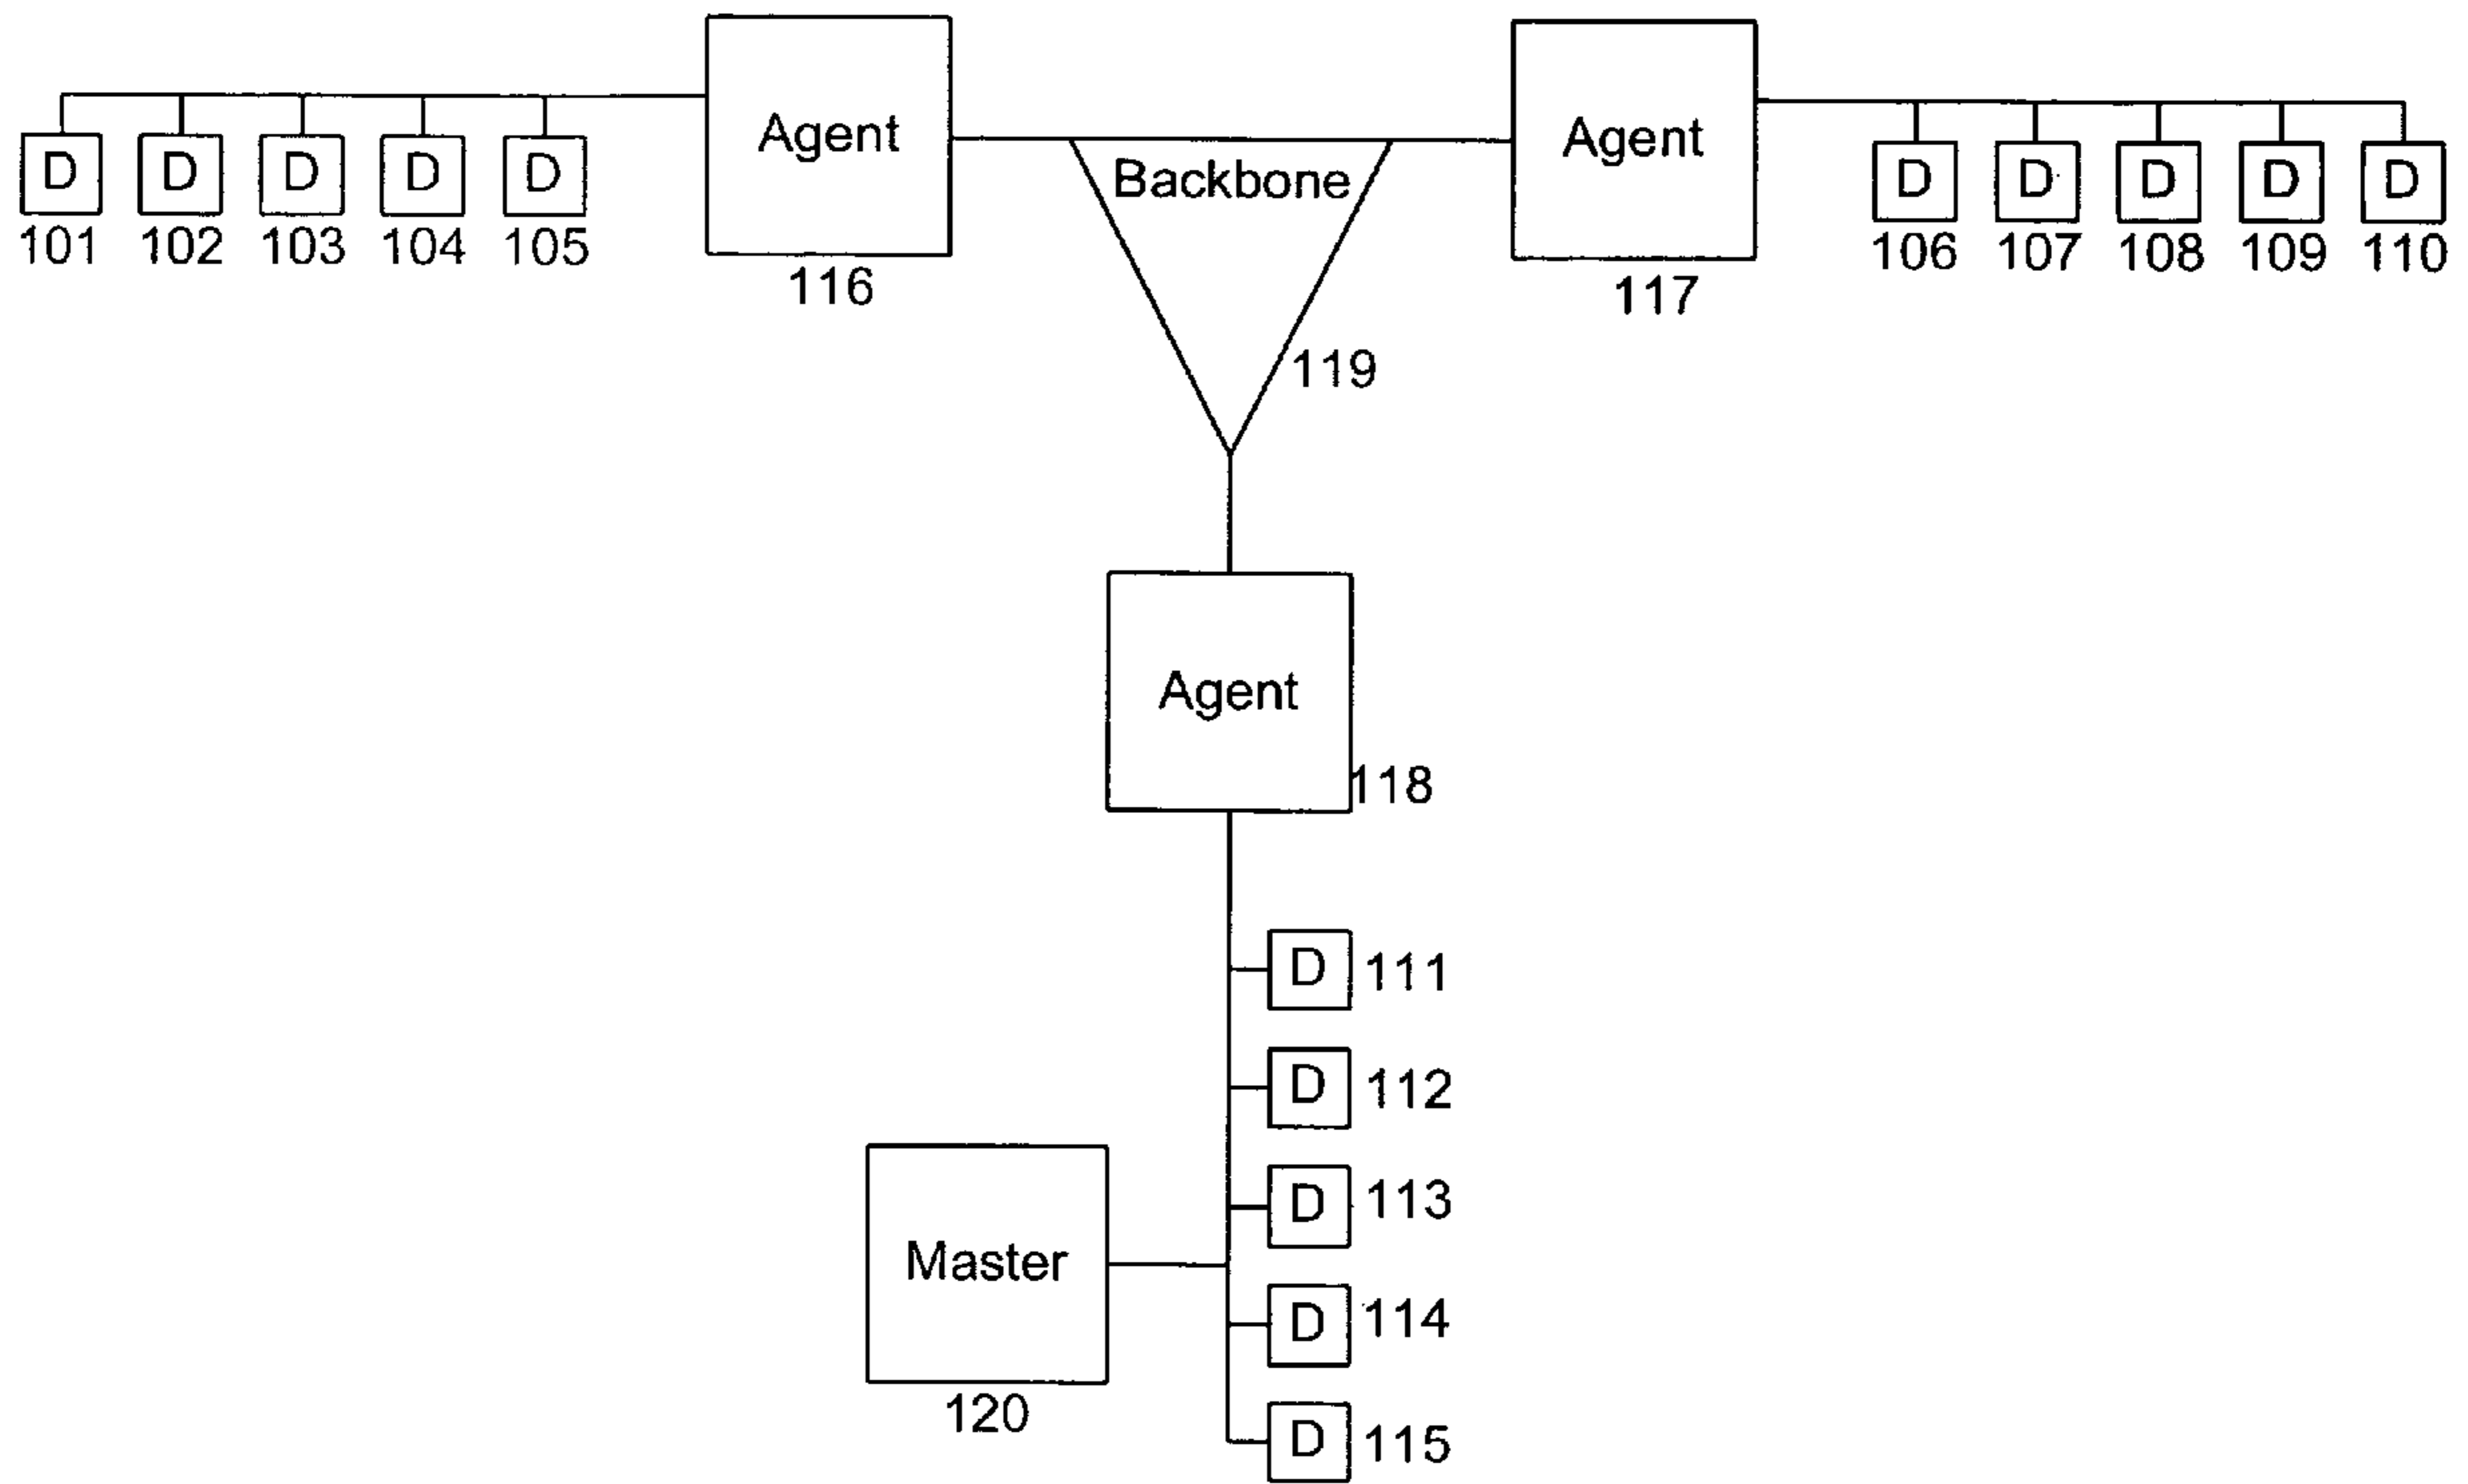 Agent
Agent
D D D D D
Backbone
D D D D D
101 102 103 104 105
106 107 108 109 110
116
117
119
Agent
118
D 111
D 112
D 113
Master
D 114
120
D 115